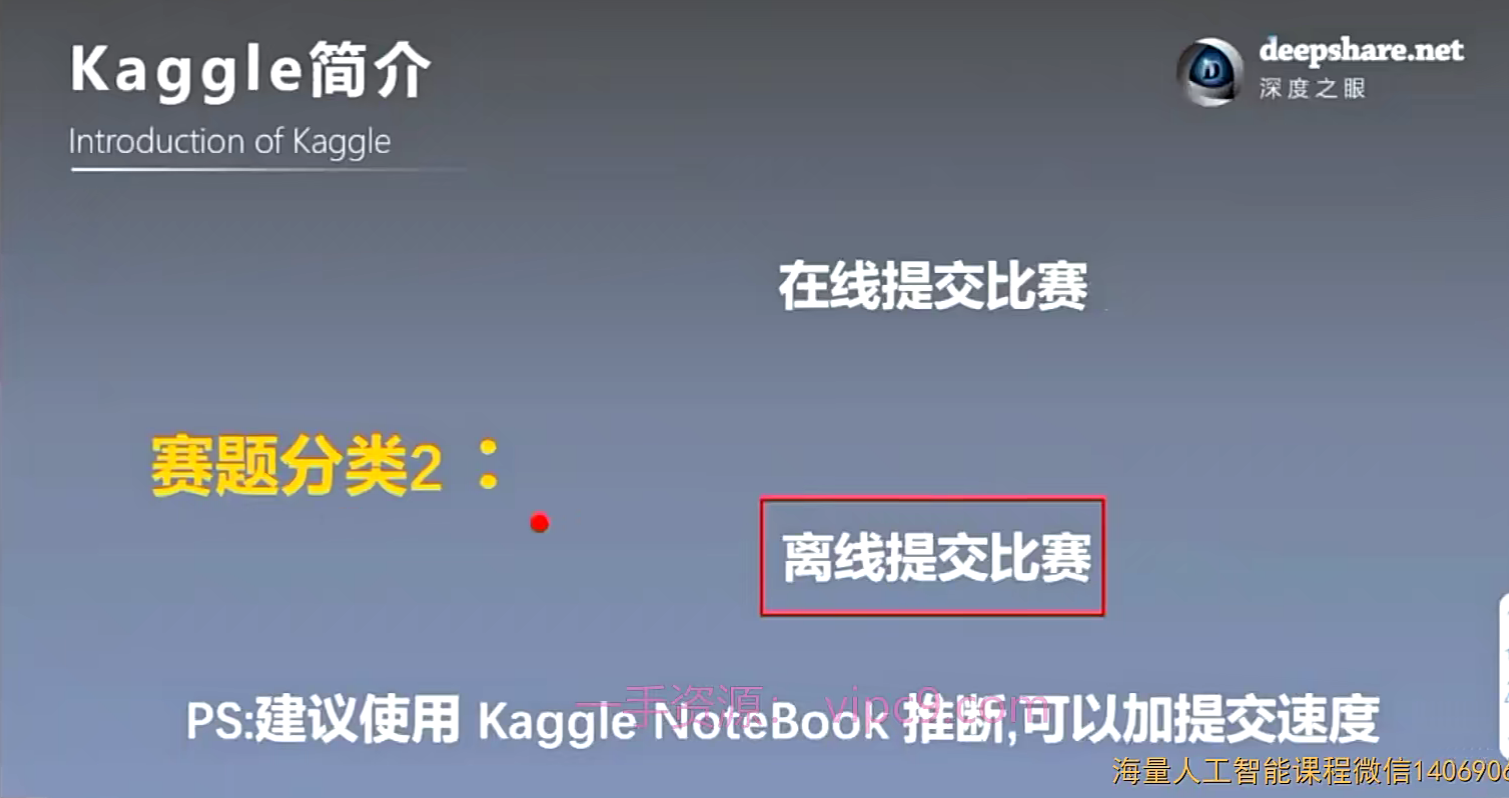 Kaggle简介
Introduction of Kaggle
deepshare.net
深度之眼
在线提交比赛
赛题分类2：
离线提交比赛
PS:建议使用 Kaggle NoteBook 推断,可以加提交速度
一手资源： vipc9.com
海量人工智能课程微信1406906